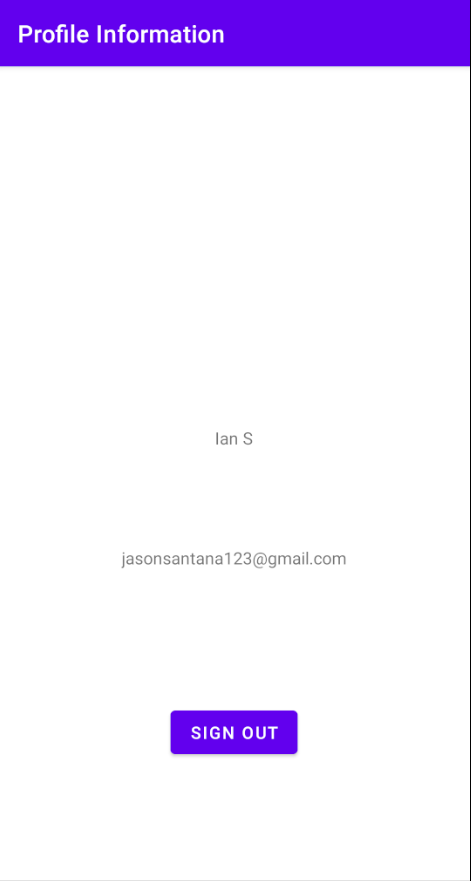 Profile Information
Ian S
jasonsantana123@gmail.com
SIGN OUT